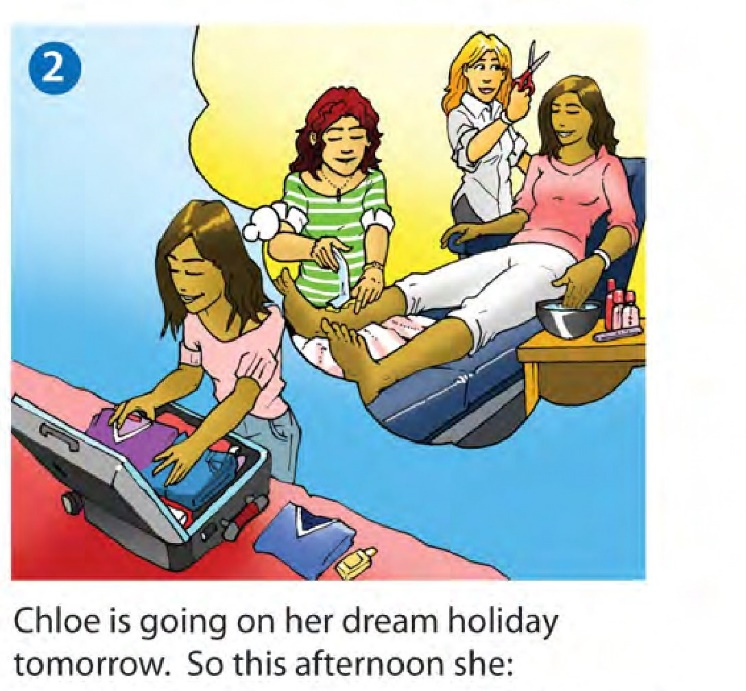 2
Chloe is going on her dream holiday
tomorrow. So this afternoon she: